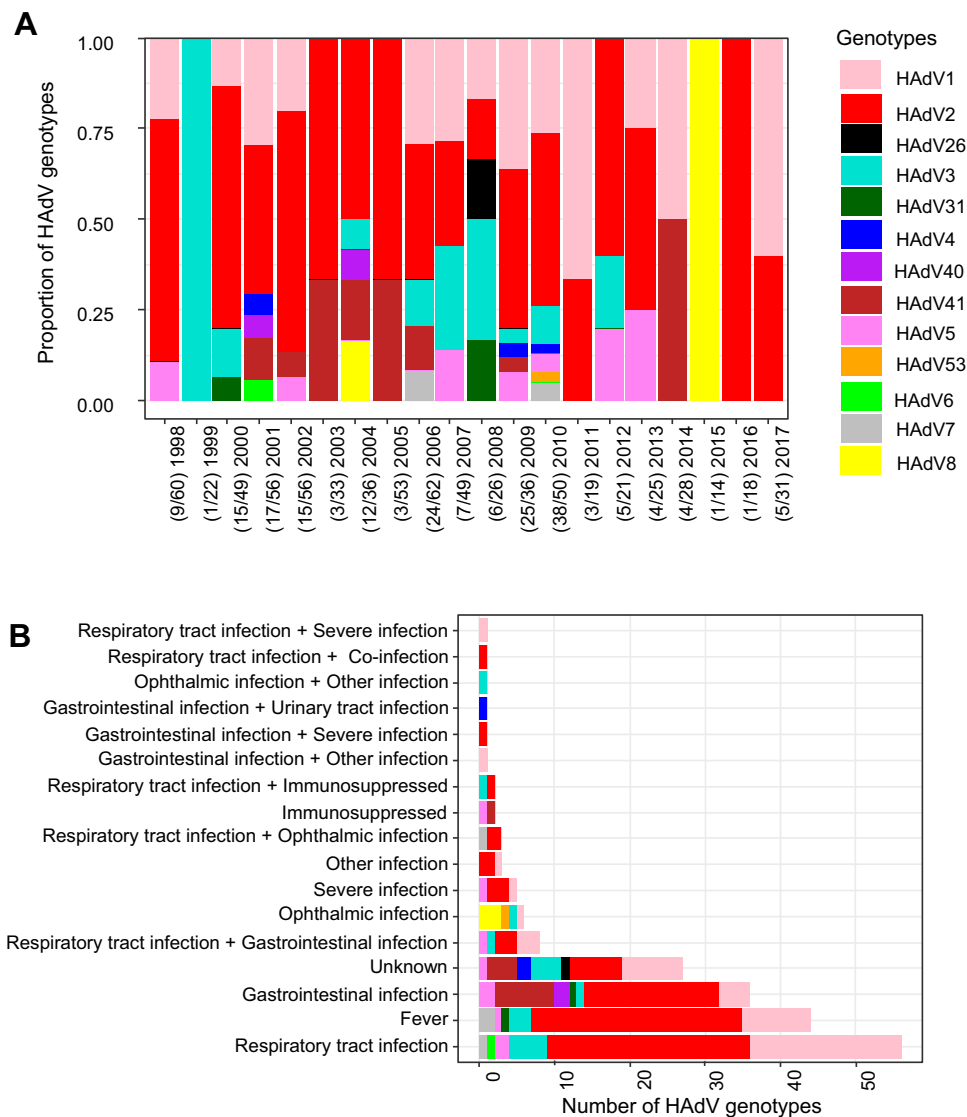 A
Proportion of HAdV genotypes
1.00
0.75
0.50
0.25
0.00
(9/60) 1998
(1/22) 1999
(15/49) 2000
(17/56) 2001
(15/56) 2002
(3/33) 2003
(12/36) 2004
(3/53) 2005
(24/62) 2006
(7/49) 2007
(6/26) 2008
(25/36) 2009
(38/50) 2010
(3/19) 2011
(5/21) 2012
(4/25) 2013
(4/28) 2014
(1/14) 2015
(1/18) 2016
(5/31) 2017
Genotypes
HAdV1
HAdV2
HAdV26
HAdV3
HAdV31
HAdV4
HAdV40
HAdV41
HAdV5
HAdV53
HAdV6
HAdV7
HAdV8
B
Respiratory tract infection + Severe infection
Respiratory tract infection + Co-infection
Ophthalmic infection + Other infection
Gastrointestinal infection + Urinary tract infection
Gastrointestinal infection + Severe infection
Gastrointestinal infection + Other infection
Respiratory tract infection + Immunosuppressed
Immunosuppressed
Respiratory tract infection + Ophthalmic infection
Other infection
Severe infection
Ophthalmic infection
Respiratory tract infection + Gastrointestinal infection
Unknown
Gastrointestinal infection
Fever
Respiratory tract infection
0
10
20
30
40
50
Number of HAdV genotypes